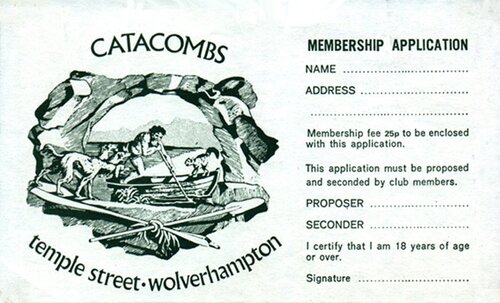 CATACOMBS
temple street · wolverhampton
MEMBERSHIP APPLICATION
NAME ..............................
ADDRESS ..........................
..........................................
Membership fee 25p to be enclosed
with this application.
This application must be proposed
and seconded by club members.
PROPOSER ......................
SECONDER ......................
I certify that I am 18 years of age
or over.
Signature ..........................